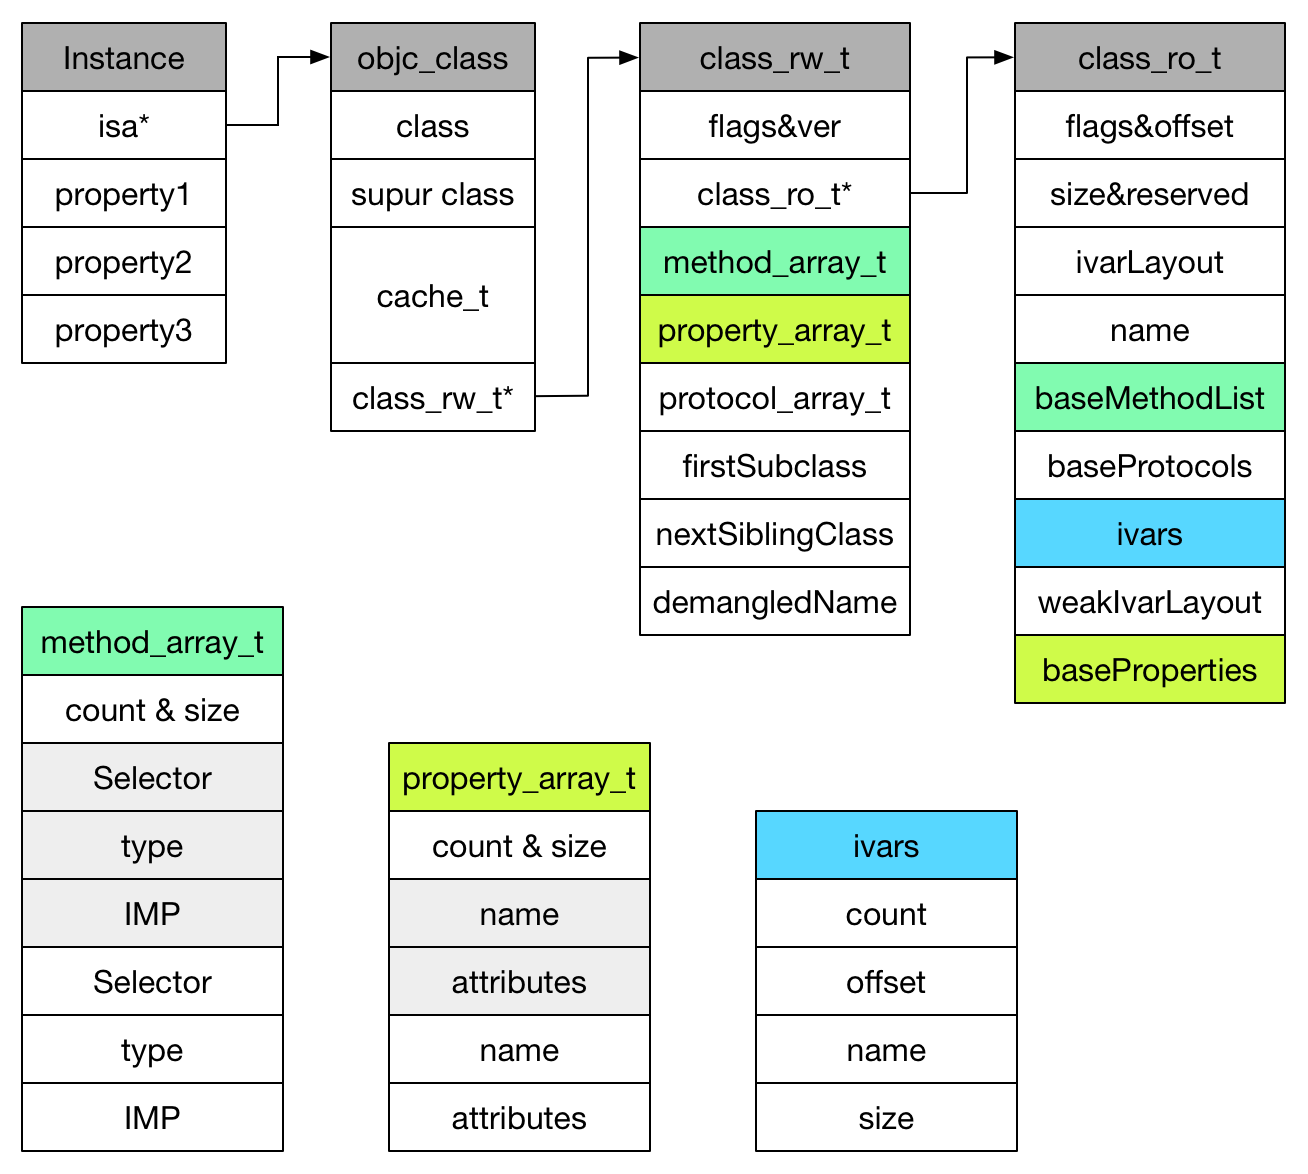 Instance
isa*
property1
property2
property3
objc_class
class
supur class
cache_t
class_rw_t*
class_rw_t
flags&ver
class_ro_t*
method_array_t
property_array_t
protocol_array_t
firstSubclass
nextSiblingClass
demangledName
class_ro_t
flags&offset
size&reserved
ivarLayout
name
baseMethodList
baseProtocols
ivars
weakIvarLayout
baseProperties
method_array_t
count & size
Selector
type
IMP
Selector
type
IMP
property_array_t
count & size
name
attributes
name
attributes
ivars
count
offset
name
size